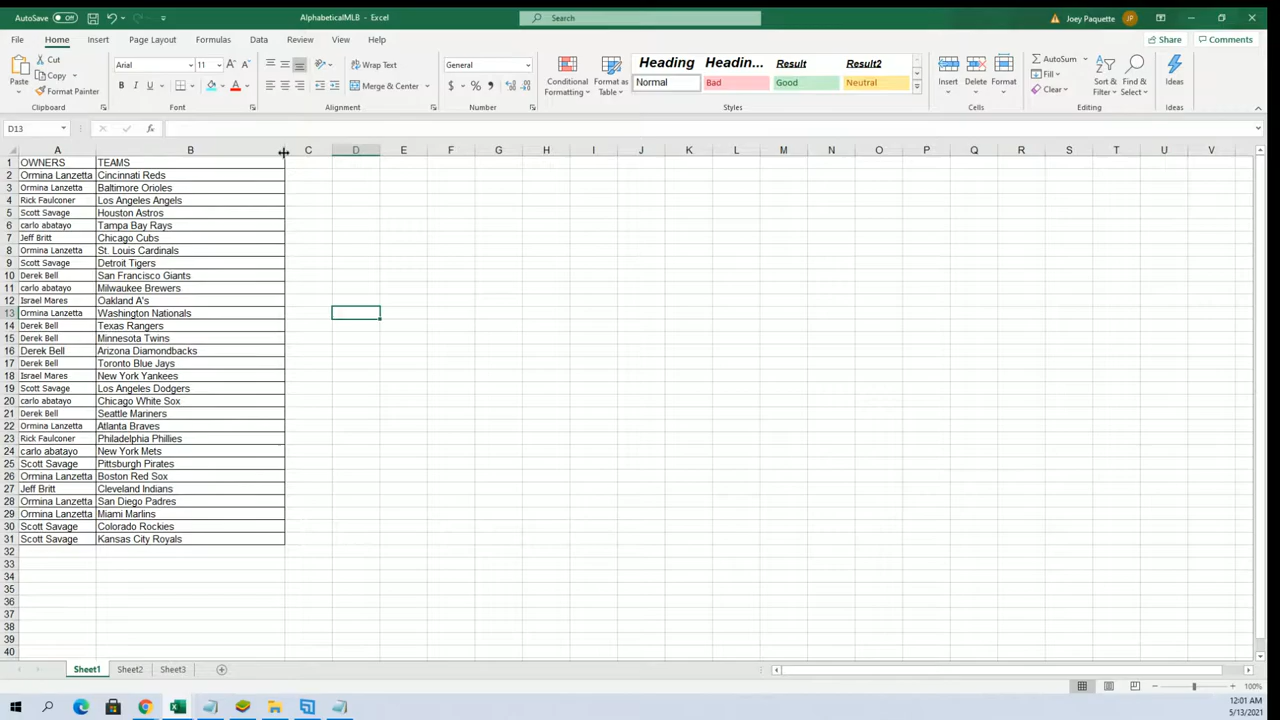 AutoSave Off AlphabeticalMLB - Excel Search Joey Paquette JP
File Home Insert Page Layout Formulas Data Review View Help Share Comments
Paste Cut Copy Format Painter Clipboard
Arial 11 A A B I U A Font
Wrap Text Merge & Center Alignment
General $ % Number
Conditional Formatting Format as Table
Heading Headin... Result Result2
Normal Bad Good Neutral
Styles
Insert Delete Format Cells
AutoSum Fill Clear Sort & Filter Find & Select Editing
Ideas Ideas
D13 fx
A B C D E F G H I J K L M N O P Q R S T U V
1 OWNERS TEAMS
2 Ormina Lanzetta Cincinnati Reds
3 Ormina Lanzetta Baltimore Orioles
4 Rick Faulconer Los Angeles Angels
5 Scott Savage Houston Astros
6 carlo abatayo Tampa Bay Rays
7 Jeff Britt Chicago Cubs
8 Ormina Lanzetta St. Louis Cardinals
9 Scott Savage Detroit Tigers
10 Derek Bell San Francisco Giants
11 carlo abatayo Milwaukee Brewers
12 Israel Mares Oakland A's
13 Ormina Lanzetta Washington Nationals
14 Derek Bell Texas Rangers
15 Derek Bell Minnesota Twins
16 Derek Bell Arizona Diamondbacks
17 Derek Bell Toronto Blue Jays
18 Israel Mares New York Yankees
19 Scott Savage Los Angeles Dodgers
20 carlo abatayo Chicago White Sox
21 Derek Bell Seattle Mariners
22 Ormina Lanzetta Atlanta Braves
23 Rick Faulconer Philadelphia Phillies
24 carlo abatayo New York Mets
25 Scott Savage Pittsburgh Pirates
26 Ormina Lanzetta Boston Red Sox
27 Jeff Britt Cleveland Indians
28 Ormina Lanzetta San Diego Padres
29 Ormina Lanzetta Miami Marlins
30 Scott Savage Colorado Rockies
31 Scott Savage Kansas City Royals
32
33
34
35
36
37
38
39
40
Sheet1 Sheet2 Sheet3
100%
12:01 AM
5/13/2021